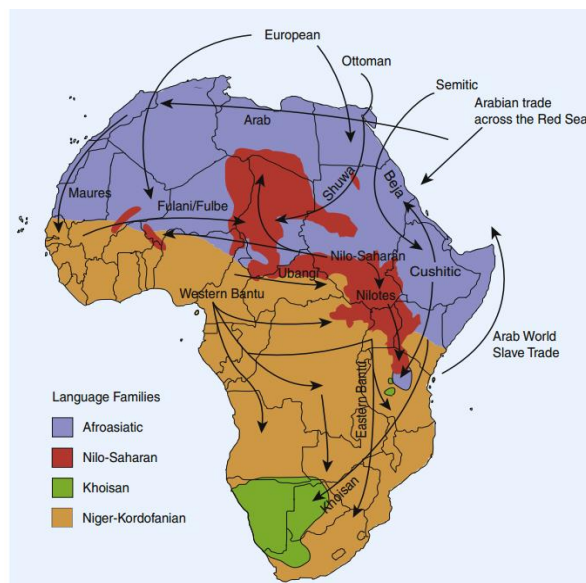 European
Ottoman
Semitic
Arabian trade
across the Red Sea
Arab
Maures
Fulani/Fulbe
Shuwa
Beja
Nilo-Saharan
Cushitic
Ubangi
Western Bantu
Nilotes
Arab World
Slave Trade
Eastern Bantu
Khoisan
Language Families
Afroasiatic
Nilo-Saharan
Khoisan
Niger-Kordofanian